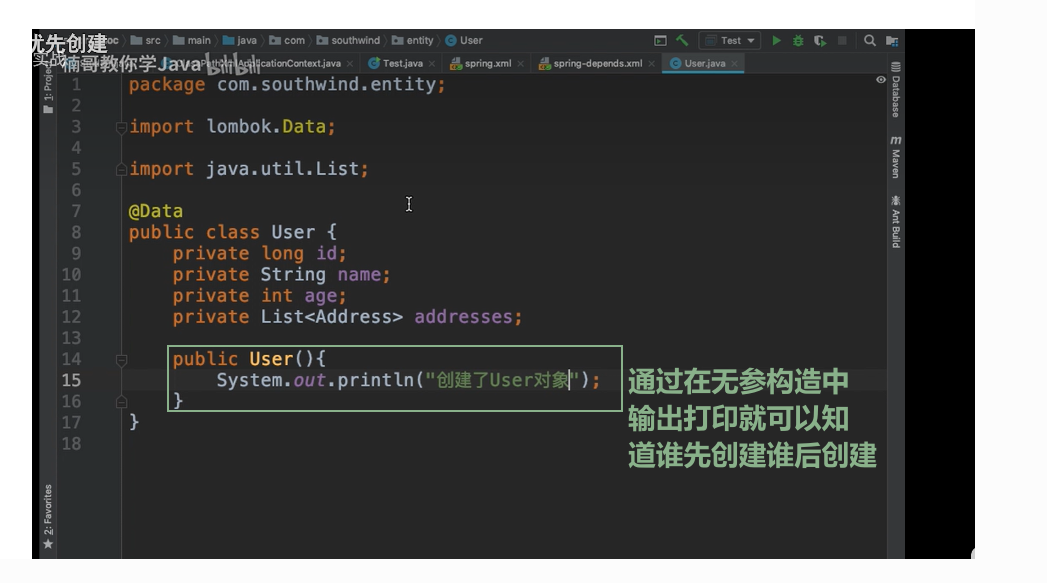 优先创建
src main java com southwind entity User
Test
实战
楠哥教你学Java bilibili
ApplicationContext.java Test.java spring.xml spring-depends.xml User.java
1 package com.southwind.entity;
2
3 import lombok.Data;
4
5 import java.util.List;
6
7 @Data
8 public class User {
9 private long id;
10 private String name;
11 private int age;
12 private List<Address> addresses;
13
14 public User(){
15 System.out.println("创建了User对象");
16 }
17 }
18
通过在无参构造中
输出打印就可以知
道谁先创建谁后创建
Database
Maven
Ant Build
2: Favorites